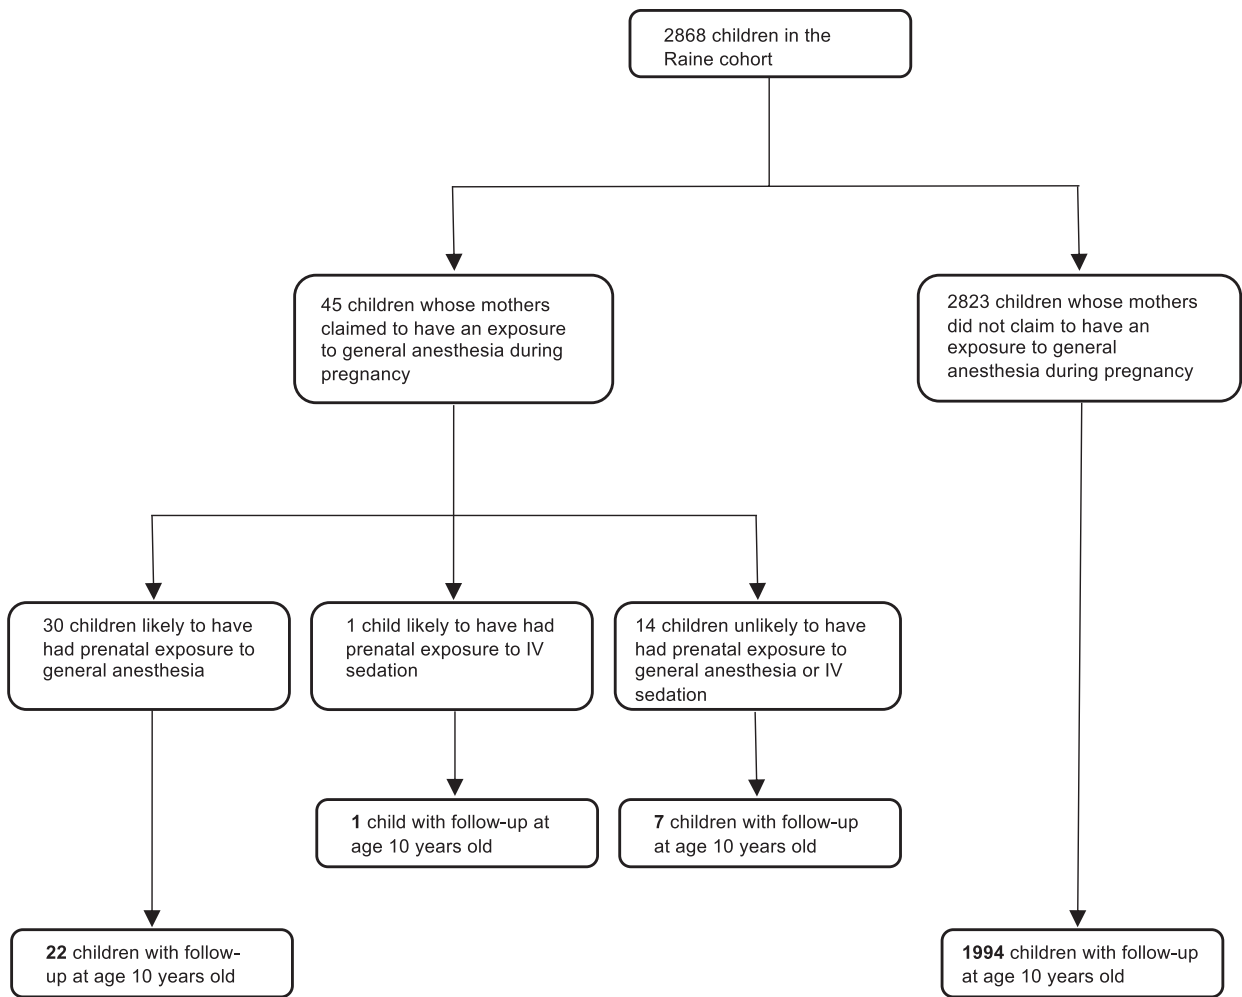 2868 children in the
Raine cohort
45 children whose mothers
claimed to have an exposure
to general anesthesia during
pregnancy
2823 children whose mothers
did not claim to have an
exposure to general
anesthesia during pregnancy
30 children likely to have
had prenatal exposure to
general anesthesia
1 child likely to have had
prenatal exposure to IV
sedation
14 children unlikely to have
had prenatal exposure to
general anesthesia or IV
sedation
1 child with follow-up at
age 10 years old
7 children with follow-up
at age 10 years old
22 children with follow-
up at age 10 years old
1994 children with follow-up
at age 10 years old